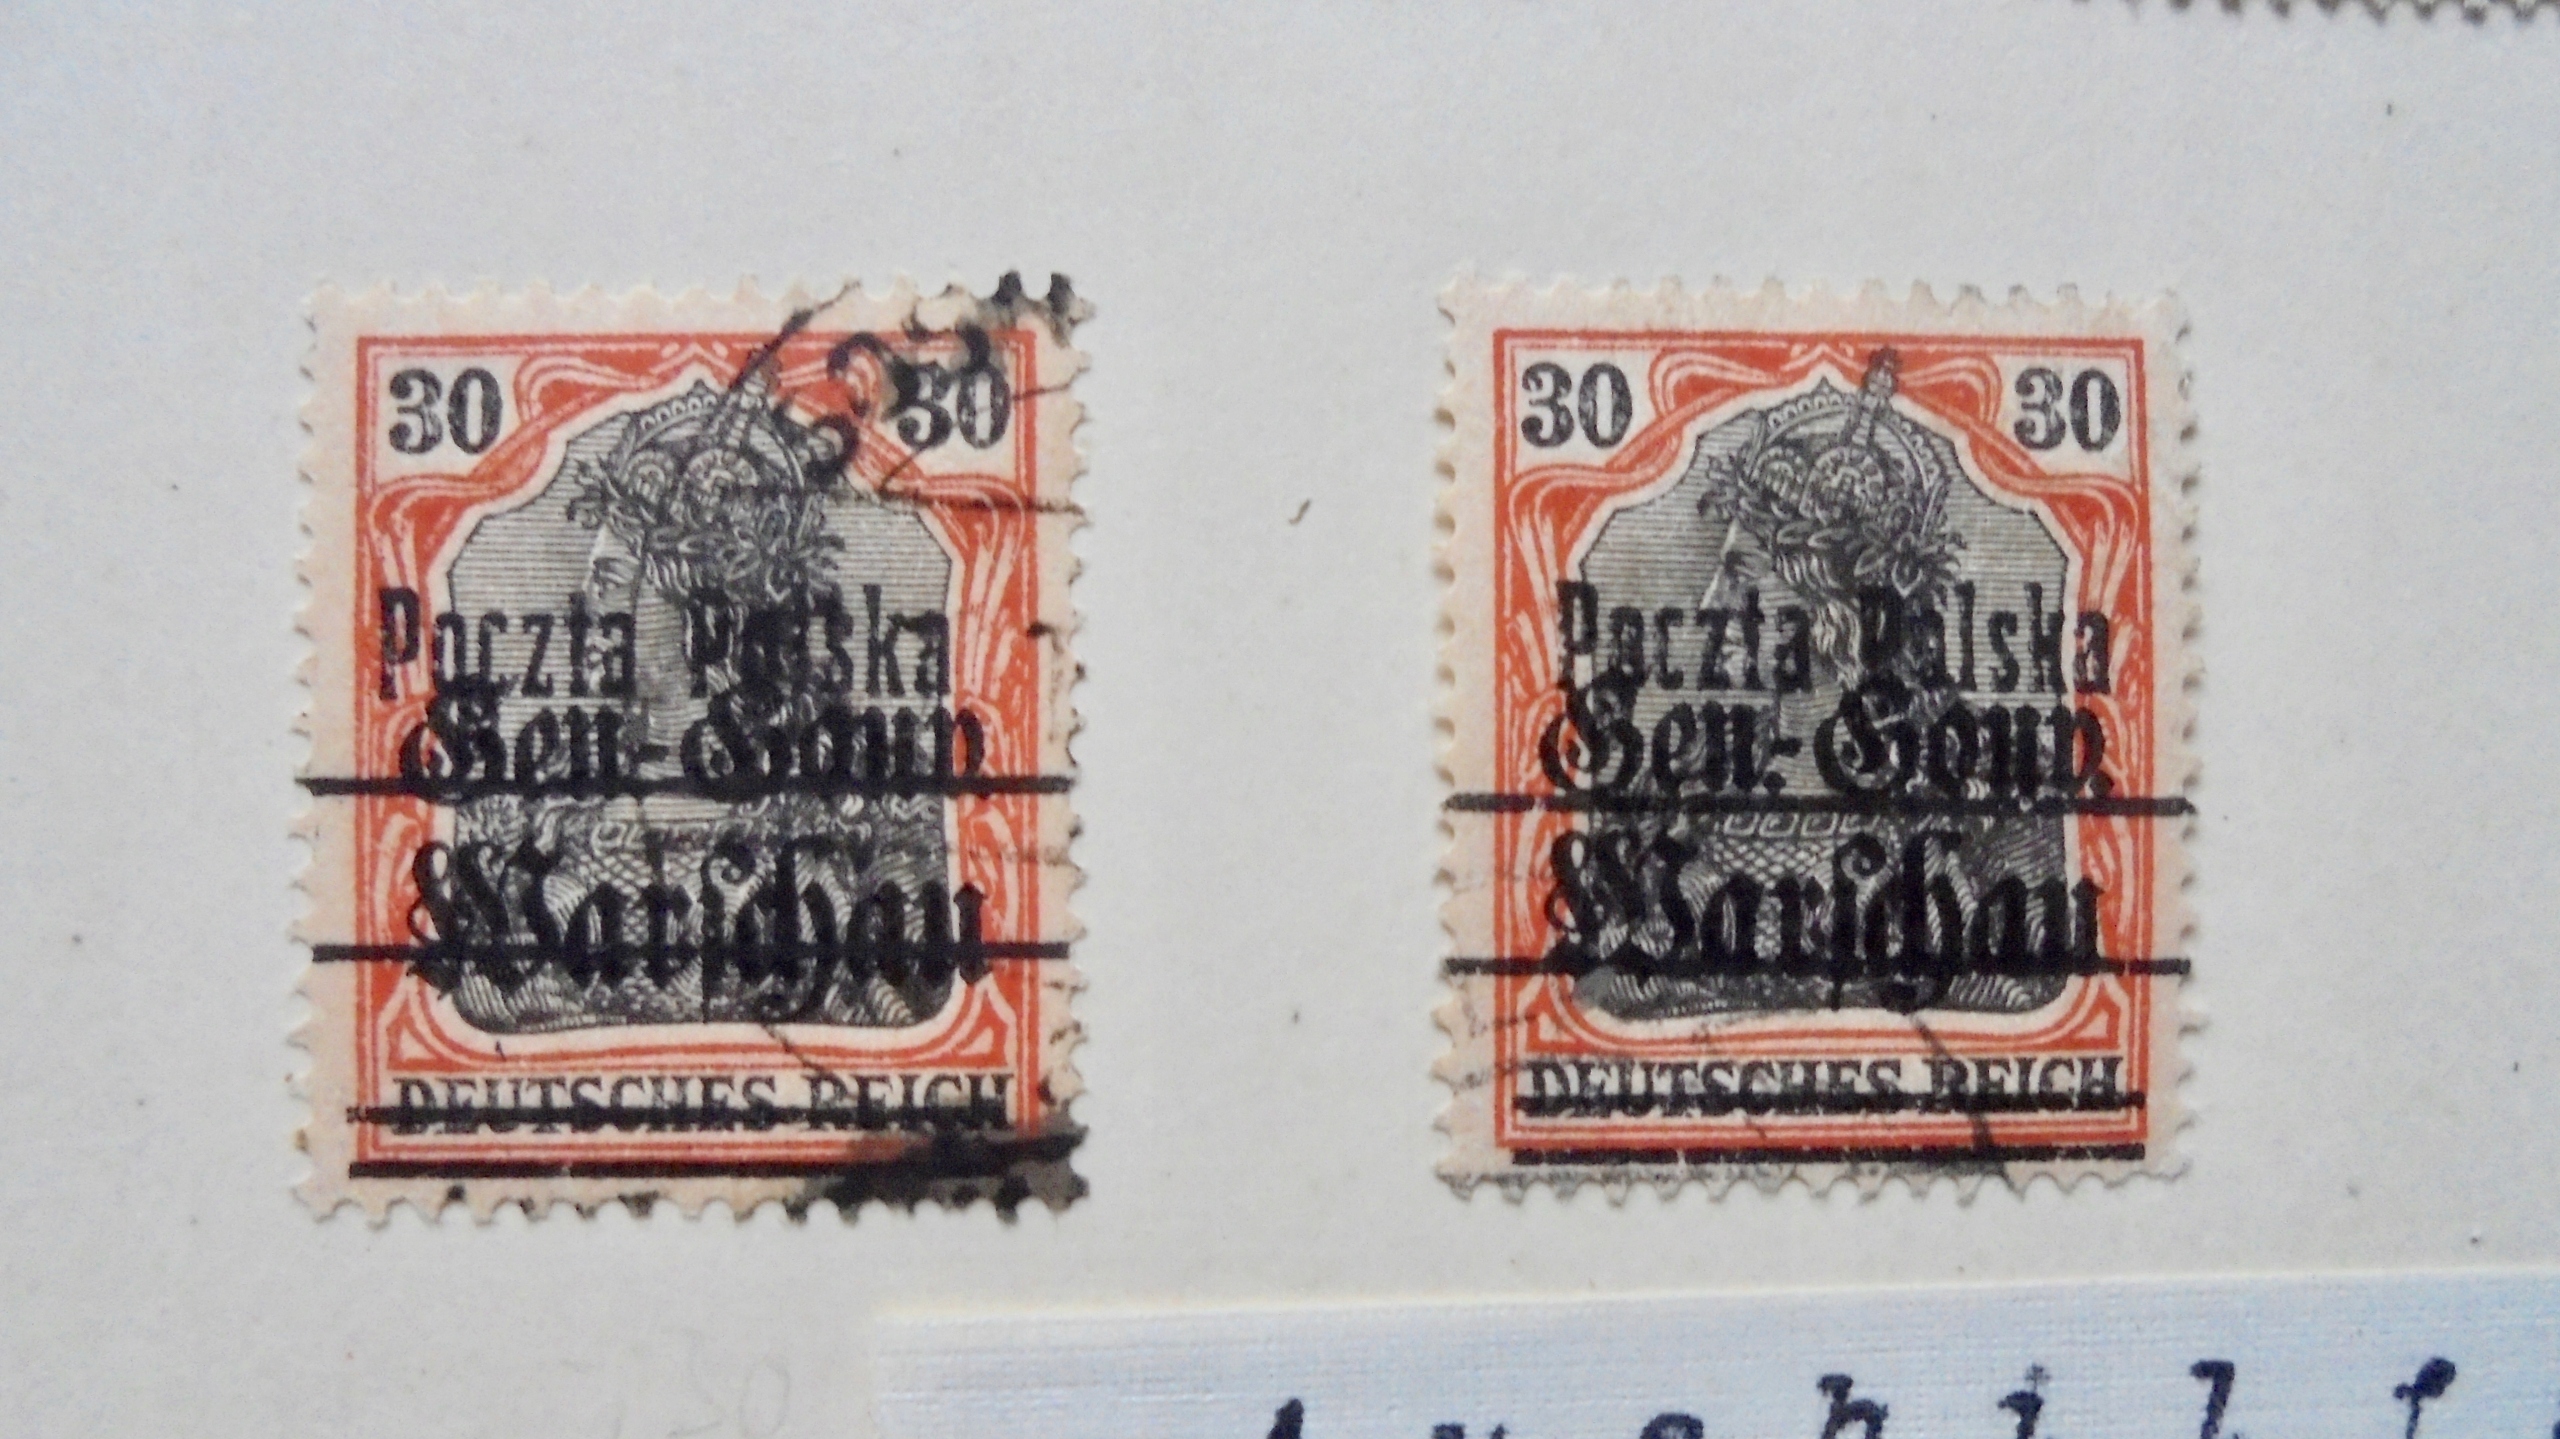 30 30
Poczta Polska
Gen.-Gouv
Warschau
DEUTSCHES REICH
30 30
Poczta Polska
Gen.-Gouv.
Warschau
DEUTSCHES REICH